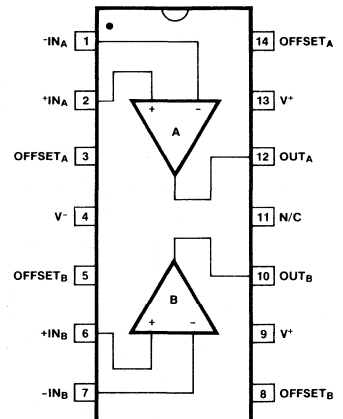 -INA 1 14 OFFSETA
+INA 2 13 V+
+ -
A
OFFSETA 3 12 OUTA
V- 4 11 N/C
OFFSETB 5 10 OUTB
B
+INB 6 9 V+
+ -
-INB 7 8 OFFSETB